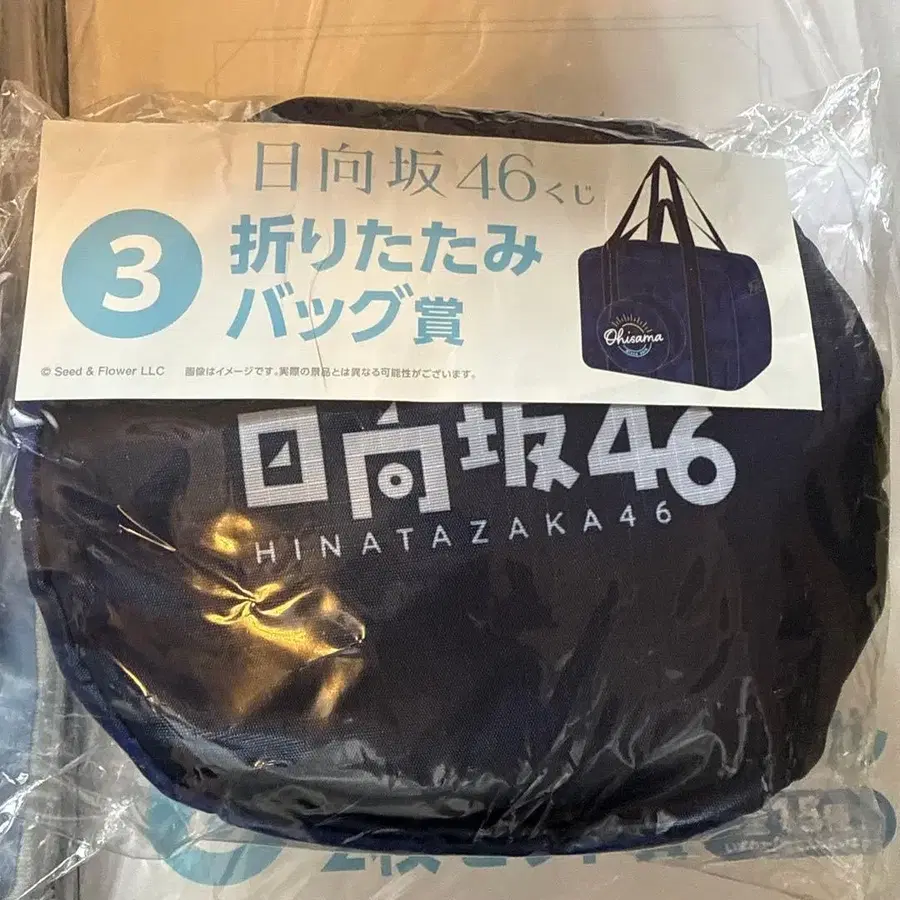 日向坂46くじ
3
折りたたみ
バッグ賞
Ohisama
© Seed & Flower LLC
画像はイメージです。実際の景品とは異なる可能性がございます。
日向坂46
HINATAZAKA46